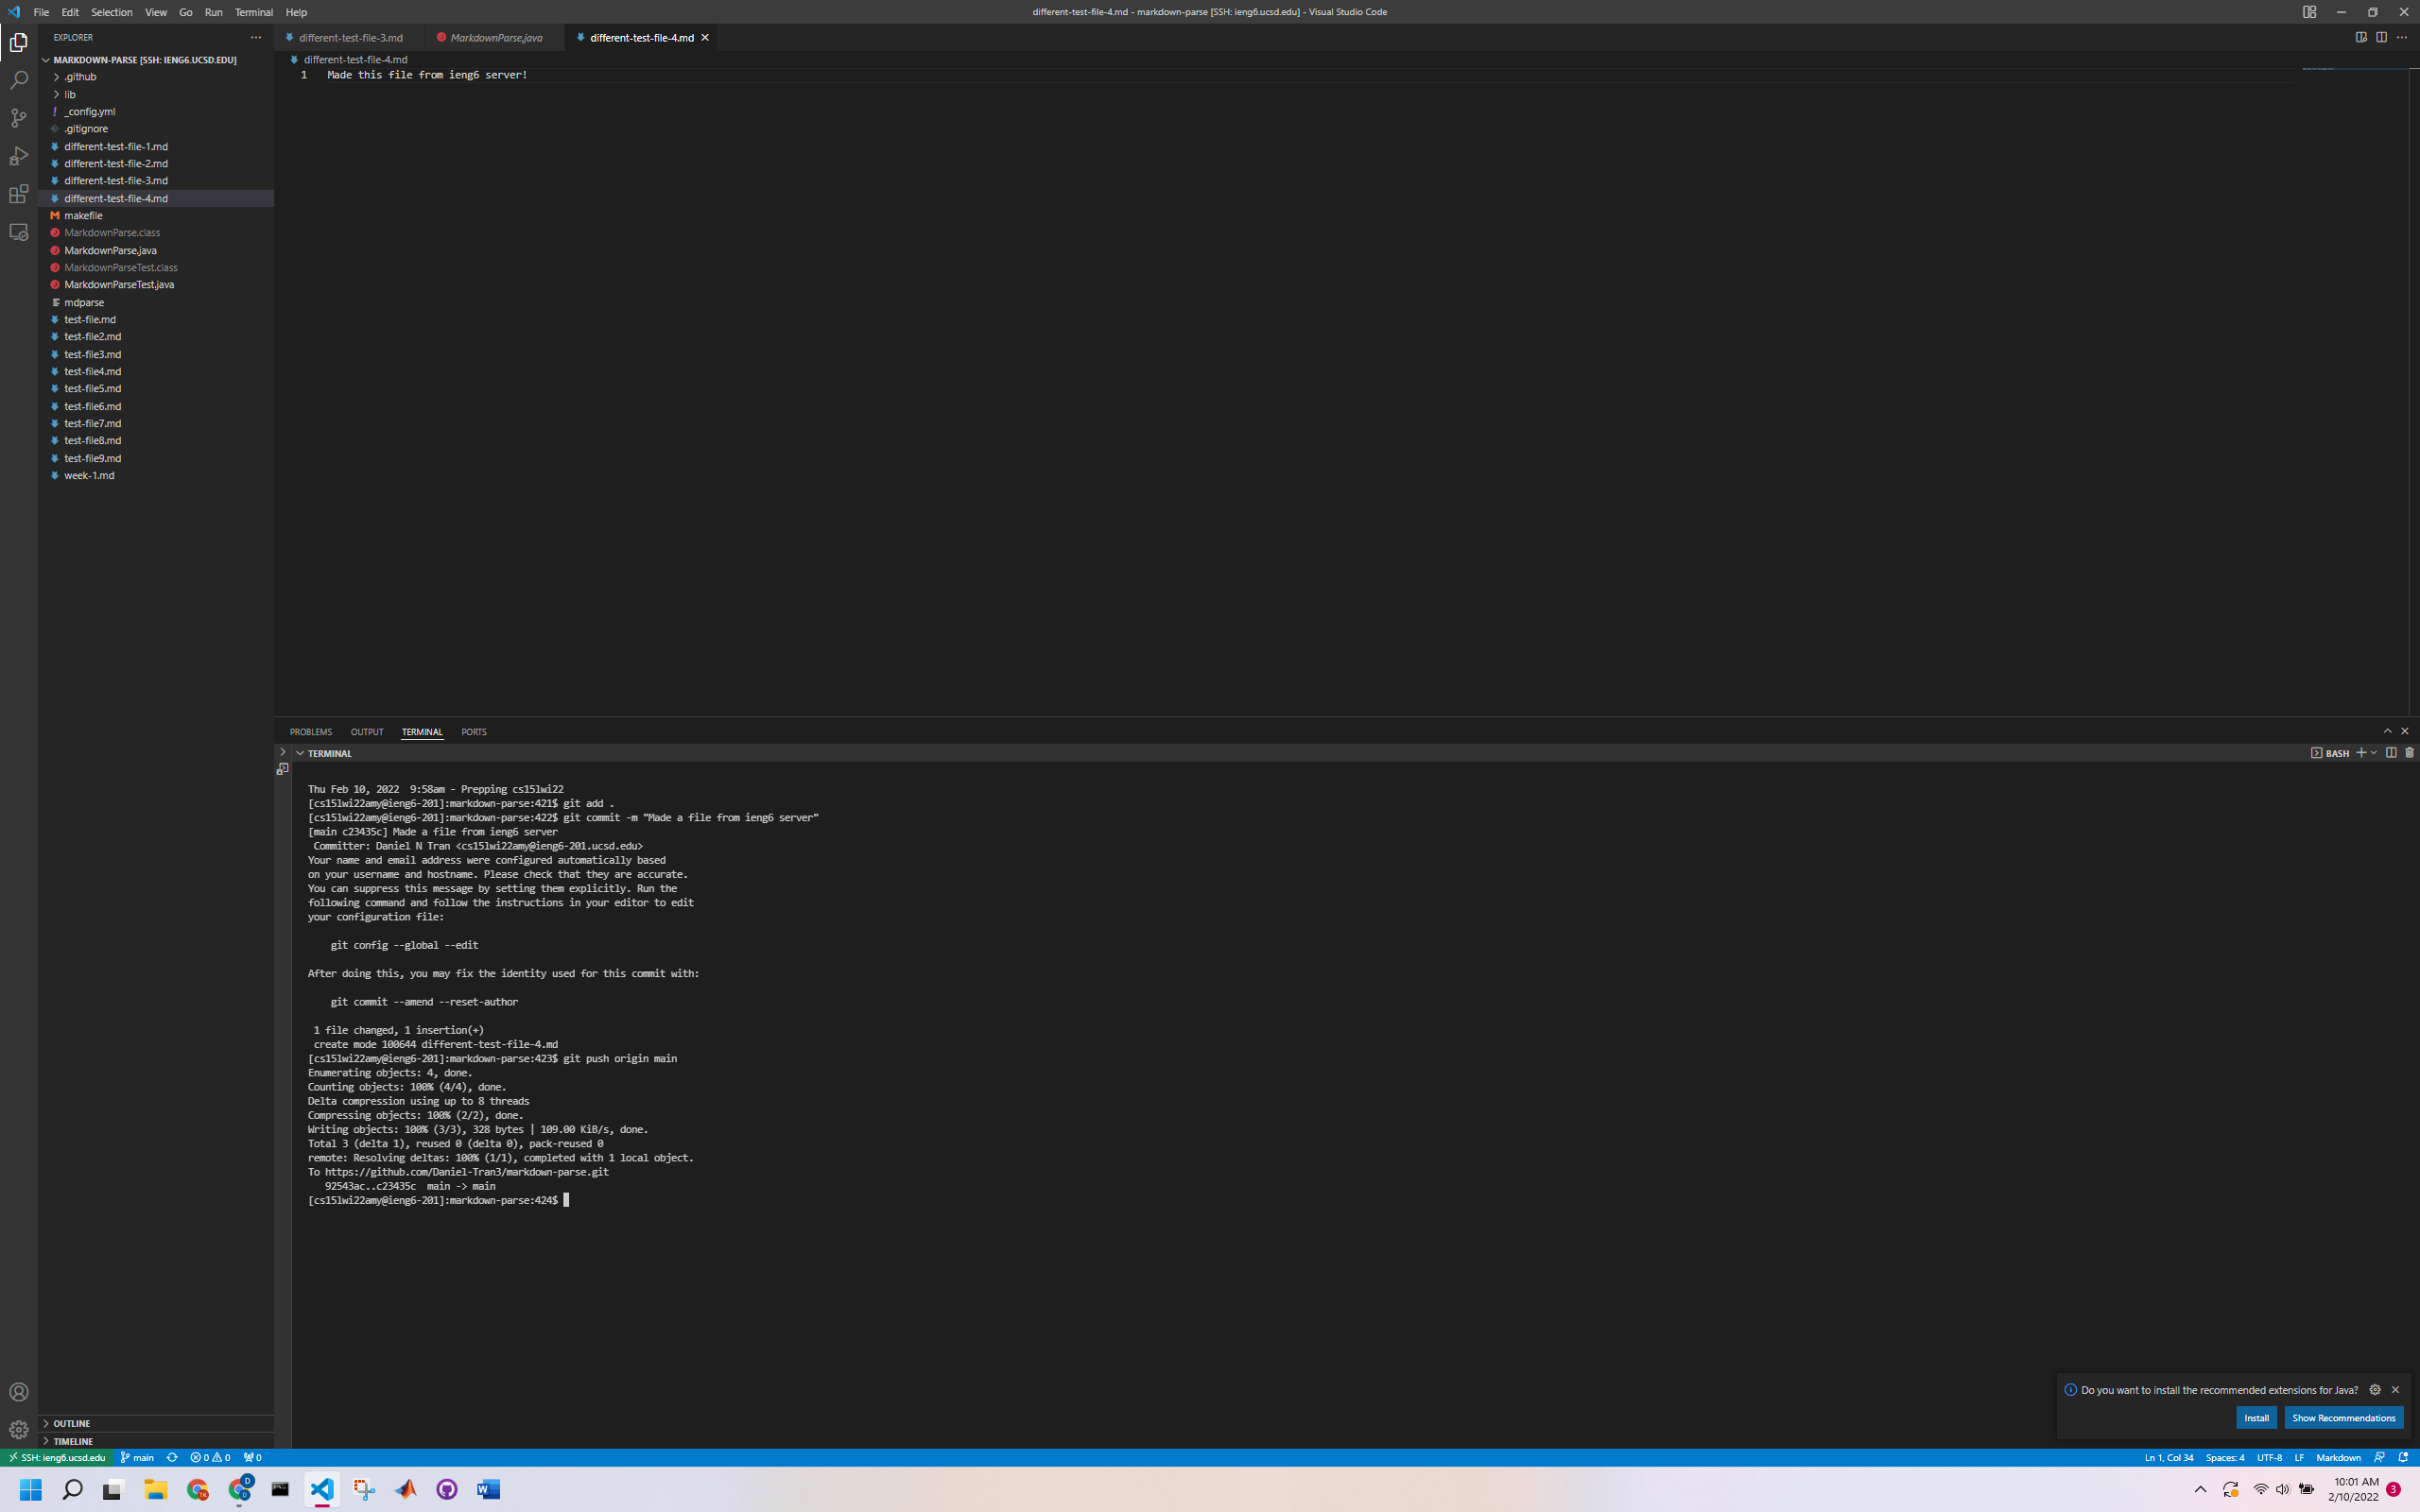 File Edit Selection View Go Run Terminal Help
different-test-file-4.md - markdown-parse [SSH: ieng6.ucsd.edu] - Visual Studio Code
EXPLORER
MARKDOWN-PARSE [SSH: IENG6.UCSD.EDU]
.github
lib
_config.yml
.gitignore
different-test-file-1.md
different-test-file-2.md
different-test-file-3.md
different-test-file-4.md
makefile
MarkdownParse.class
MarkdownParse.java
MarkdownParseTest.class
MarkdownParseTest.java
mdparse
test-file.md
test-file2.md
test-file3.md
test-file4.md
test-file5.md
test-file6.md
test-file7.md
test-file8.md
test-file9.md
week-1.md
OUTLINE
TIMELINE
different-test-file-3.md MarkdownParse.java different-test-file-4.md
different-test-file-4.md
1 Made this file from ieng6 server!
PROBLEMS OUTPUT TERMINAL PORTS
TERMINAL
BASH
Thu Feb 10, 2022 9:58am - Prepping cs15lwi22
[cs15lwi22amy@ieng6-201]:markdown-parse:421$ git add .
[cs15lwi22amy@ieng6-201]:markdown-parse:422$ git commit -m "Made a file from ieng6 server"
[main c23435c] Made a file from ieng6 server
Committer: Daniel N Tran <cs15lwi22amy@ieng6-201.ucsd.edu>
Your name and email address were configured automatically based
on your username and hostname. Please check that they are accurate.
You can suppress this message by setting them explicitly. Run the
following command and follow the instructions in your editor to edit
your configuration file:
git config --global --edit
After doing this, you may fix the identity used for this commit with:
git commit --amend --reset-author
1 file changed, 1 insertion(+)
create mode 100644 different-test-file-4.md
[cs15lwi22amy@ieng6-201]:markdown-parse:423$ git push origin main
Enumerating objects: 4, done.
Counting objects: 100% (4/4), done.
Delta compression using up to 8 threads
Compressing objects: 100% (2/2), done.
Writing objects: 100% (3/3), 328 bytes | 109.00 KiB/s, done.
Total 3 (delta 1), reused 0 (delta 0), pack-reused 0
remote: Resolving deltas: 100% (1/1), completed with 1 local object.
To https://github.com/Daniel-Tran3/markdown-parse.git
92543ac..c23435c main -> main
[cs15lwi22amy@ieng6-201]:markdown-parse:424$
Do you want to install the recommended extensions for Java?
Install Show Recommendations
SSH: ieng6.ucsd.edu main 0 0 0
Ln 1, Col 34 Spaces: 4 UTF-8 LF Markdown
10:01 AM
2/10/2022
3